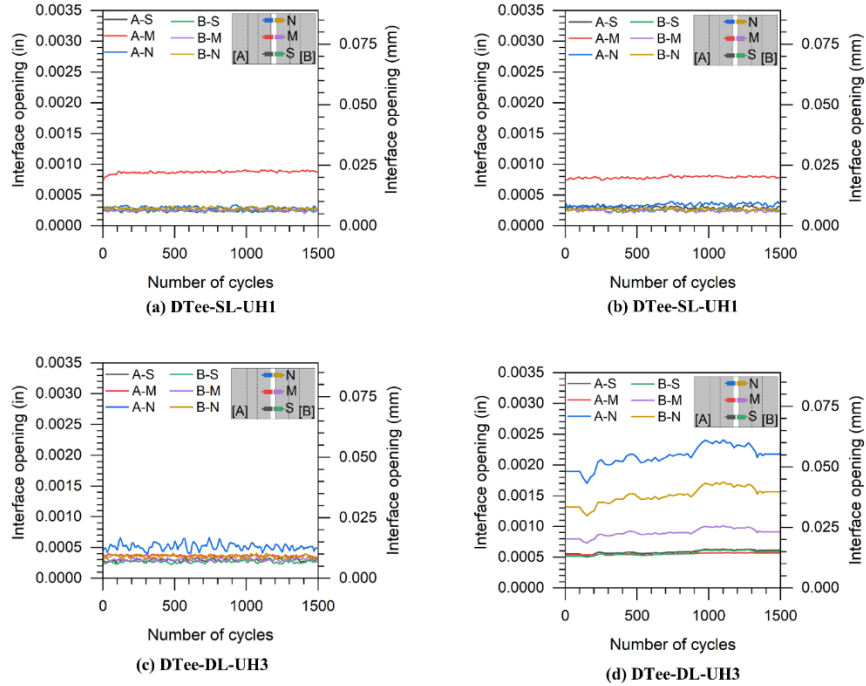 A-S B-S
A-M B-M
A-N B-N
[A] N M S [B]
0.0035
0.0030
0.0025
0.0020
0.0015
0.0010
0.0005
0.0000
Interface opening (in)
0.075
0.050
0.025
0.000
Interface opening (mm)
0 500 1000 1500
Number of cycles
(a) DTee-SL-UH1
A-S B-S
A-M B-M
A-N B-N
[A] N M S [B]
0.0035
0.0030
0.0025
0.0020
0.0015
0.0010
0.0005
0.0000
Interface opening (in)
0.075
0.050
0.025
0.000
Interface opening (mm)
0 500 1000 1500
Number of cycles
(b) DTee-SL-UH1
A-S B-S
A-M B-M
A-N B-N
[A] N M S [B]
0.0035
0.0030
0.0025
0.0020
0.0015
0.0010
0.0005
0.0000
Interface opening (in)
0.075
0.050
0.025
0.000
Interface opening (mm)
0 500 1000 1500
Number of cycles
(c) DTee-DL-UH3
A-S B-S
A-M B-M
A-N B-N
[A] N M S [B]
0.0035
0.0030
0.0025
0.0020
0.0015
0.0010
0.0005
0.0000
Interface opening (in)
0.075
0.050
0.025
0.000
Interface opening (mm)
0 500 1000 1500
Number of cycles
(d) DTee-DL-UH3